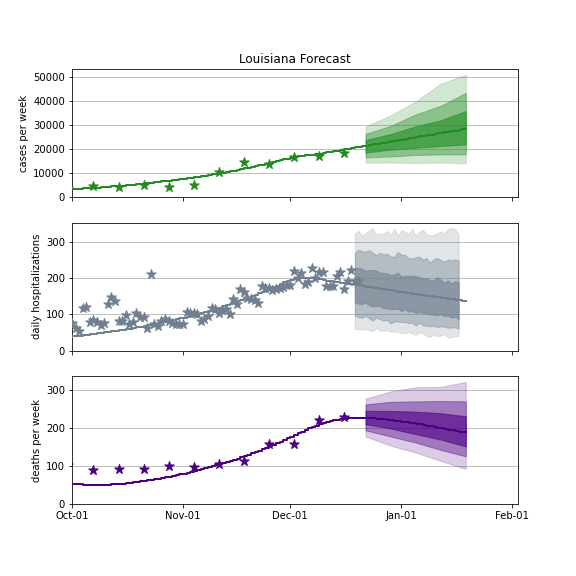 Louisiana Forecast
cases per week
50000
40000
30000
20000
10000
0
daily hospitalizations
300
200
100
0
deaths per week
300
200
100
0
Oct-01 Nov-01 Dec-01 Jan-01 Feb-01